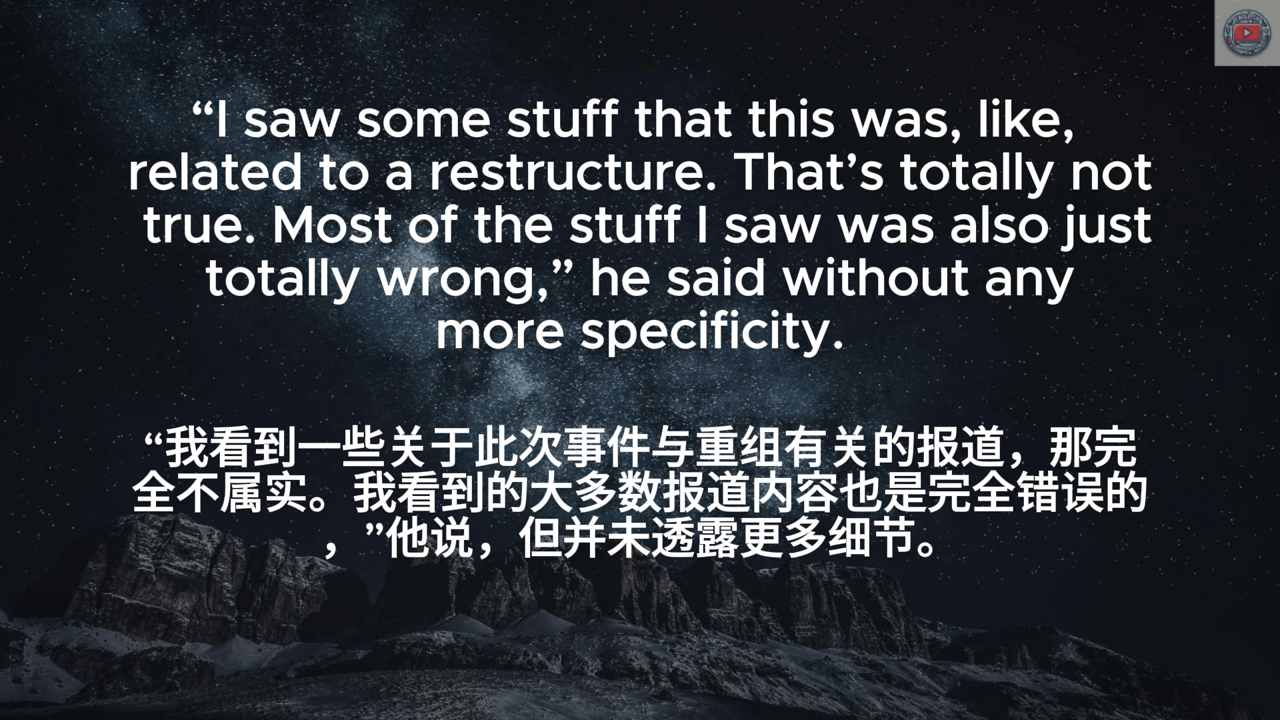 “I saw some stuff that this was, like,
related to a restructure. That’s totally not
true. Most of the stuff I saw was also just
totally wrong,” he said without any
more specificity.
“我看到一些关于此次事件与重组有关的报道，那完
全不属实。我看到的大多数报道内容也是完全错误的
，”他说，但并未透露更多细节。